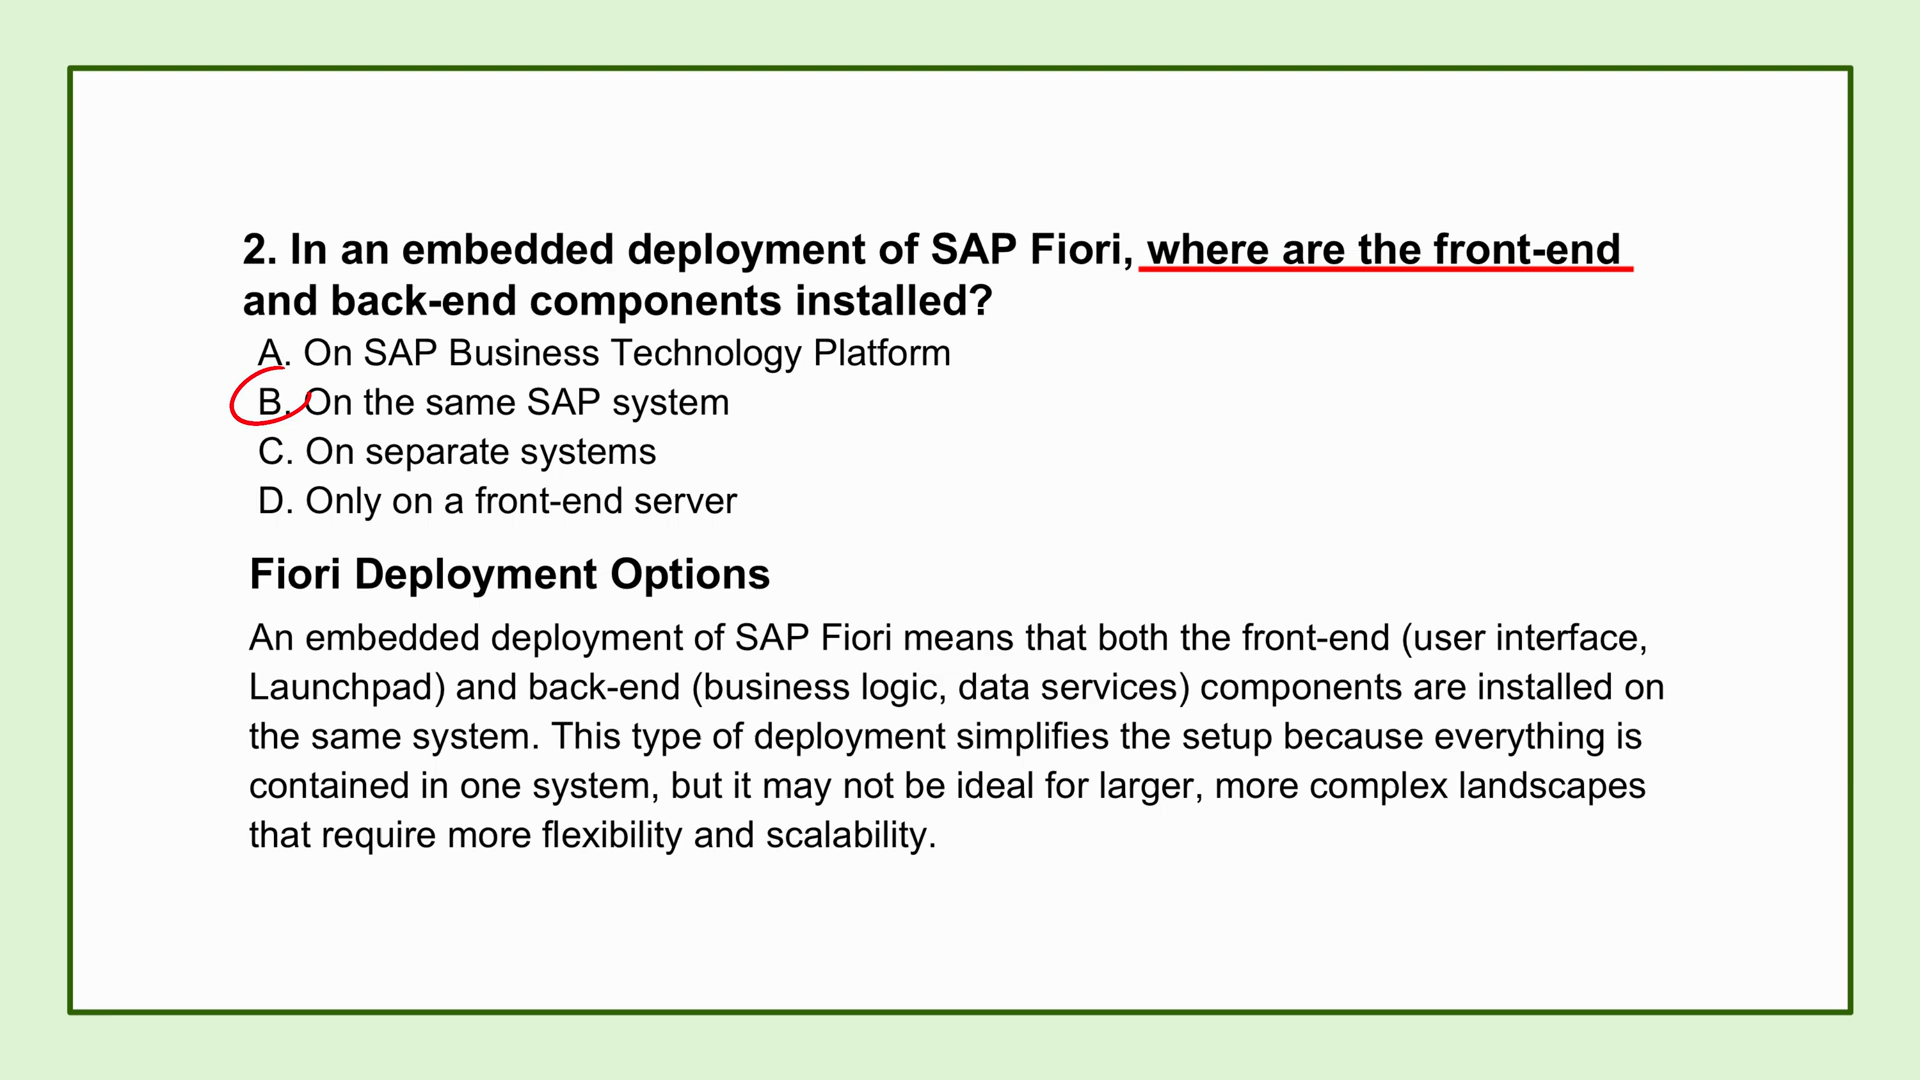 2. In an embedded deployment of SAP Fiori, where are the front-end
and back-end components installed?
A. On SAP Business Technology Platform
B. On the same SAP system
C. On separate systems
D. Only on a front-end server
Fiori Deployment Options
An embedded deployment of SAP Fiori means that both the front-end (user interface,
Launchpad) and back-end (business logic, data services) components are installed on
the same system. This type of deployment simplifies the setup because everything is
contained in one system, but it may not be ideal for larger, more complex landscapes
that require more flexibility and scalability.